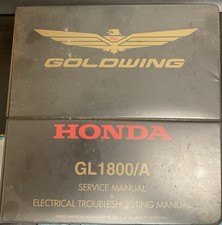 GOLDWING
HONDA
GL1800/A
SERVICE MANUAL
ELECTRICAL TROUBLESHOOTING MANUAL